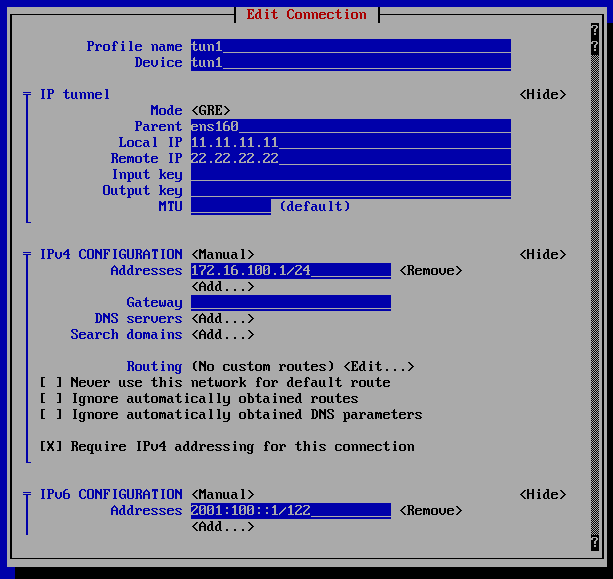 Edit Connection
Profile name tun1
Device tun1
IP tunnel <Hide>
Mode <GRE>
Parent ens160
Local IP 11.11.11.11
Remote IP 22.22.22.22
Input key
Output key
MTU (default)
IPv4 CONFIGURATION <Manual> <Hide>
Addresses 172.16.100.1/24 <Remove>
<Add...>
Gateway
DNS servers <Add...>
Search domains <Add...>
Routing (No custom routes) <Edit...>
[ ] Never use this network for default route
[ ] Ignore automatically obtained routes
[ ] Ignore automatically obtained DNS parameters
[X] Require IPv4 addressing for this connection
IPv6 CONFIGURATION <Manual> <Hide>
Addresses 2001:100::1/122 <Remove>
<Add...>